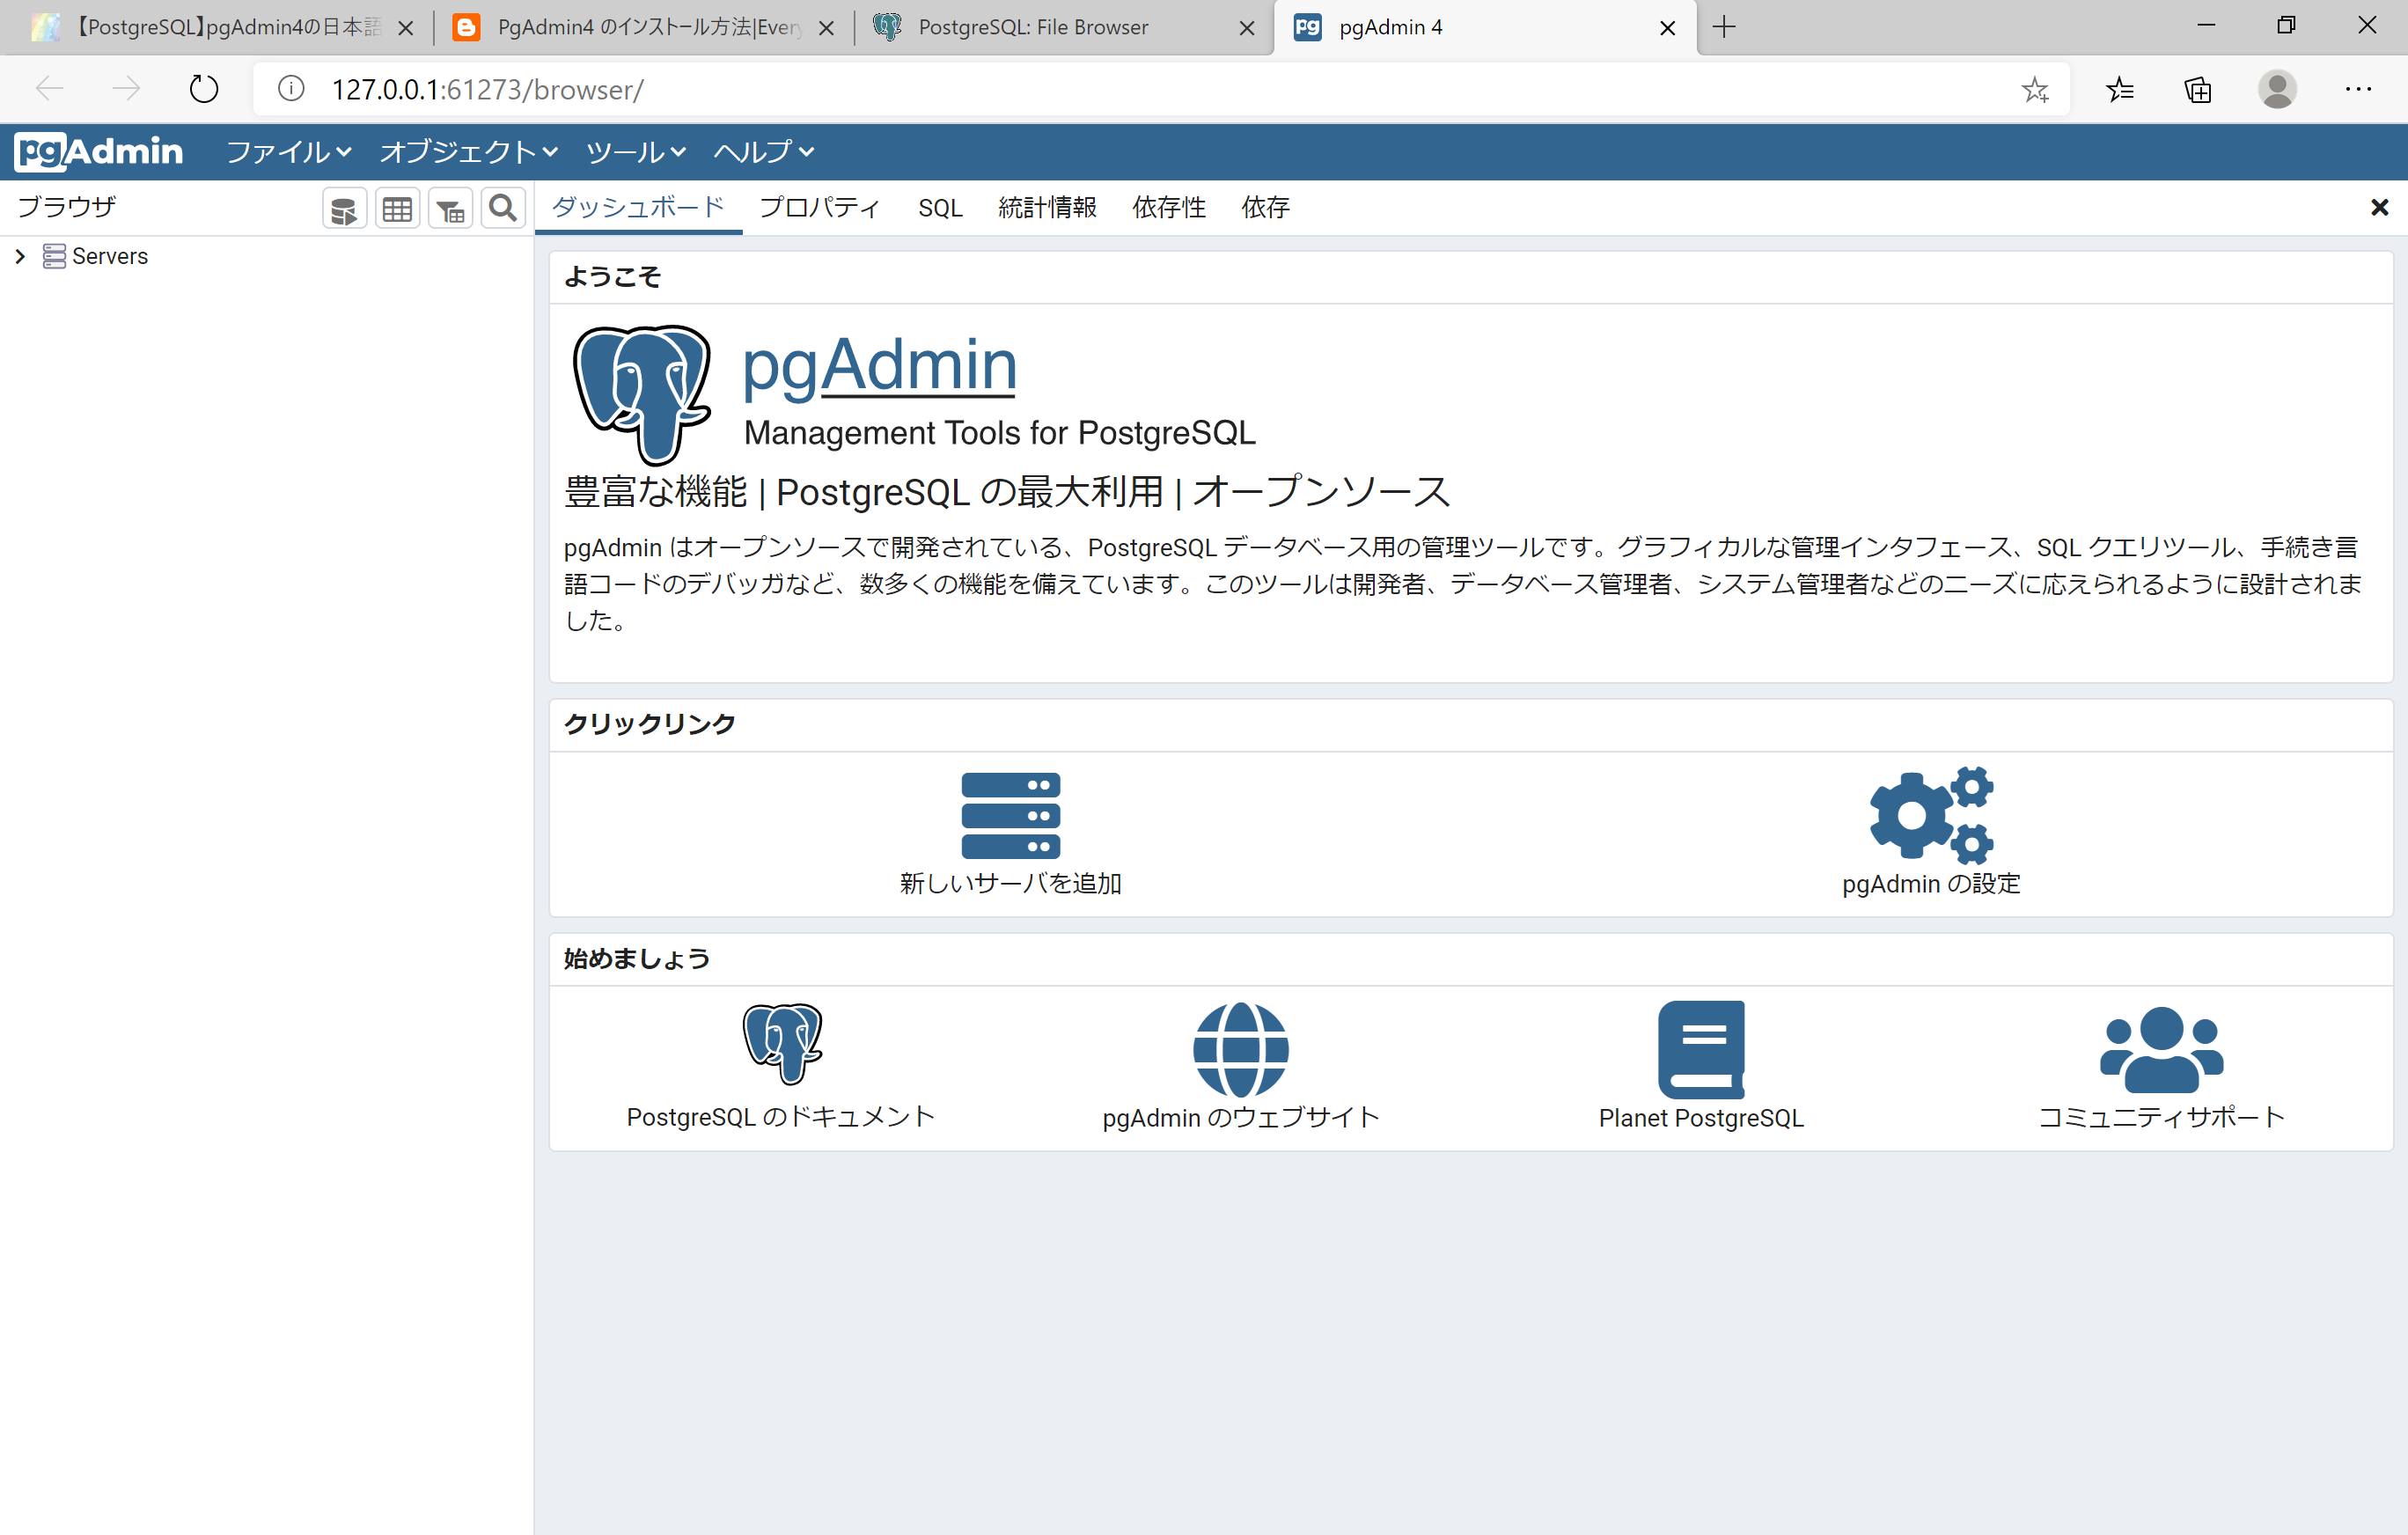 【PostgreSQL】pgAdmin4の日本語
PgAdmin4 のインストール方法|Every
PostgreSQL: File Browser
pgAdmin 4
127.0.0.1:61273/browser/
pgAdmin
ファイル
オブジェクト
ツール
ヘルプ
ブラウザ
ダッシュボード
プロパティ
SQL
統計情報
依存性
依存
Servers
ようこそ
pgAdmin
Management Tools for PostgreSQL
豊富な機能 | PostgreSQL の最大利用 | オープンソース
pgAdmin はオープンソースで開発されている、PostgreSQL データベース用の管理ツールです。グラフィカルな管理インタフェース、SQL クエリツール、手続き言
語コードのデバッガなど、数多くの機能を備えています。このツールは開発者、データベース管理者、システム管理者などのニーズに応えられるように設計されま
した。
クリックリンク
新しいサーバを追加
pgAdmin の設定
始めましょう
PostgreSQL のドキュメント
pgAdmin のウェブサイト
Planet PostgreSQL
コミュニティサポート